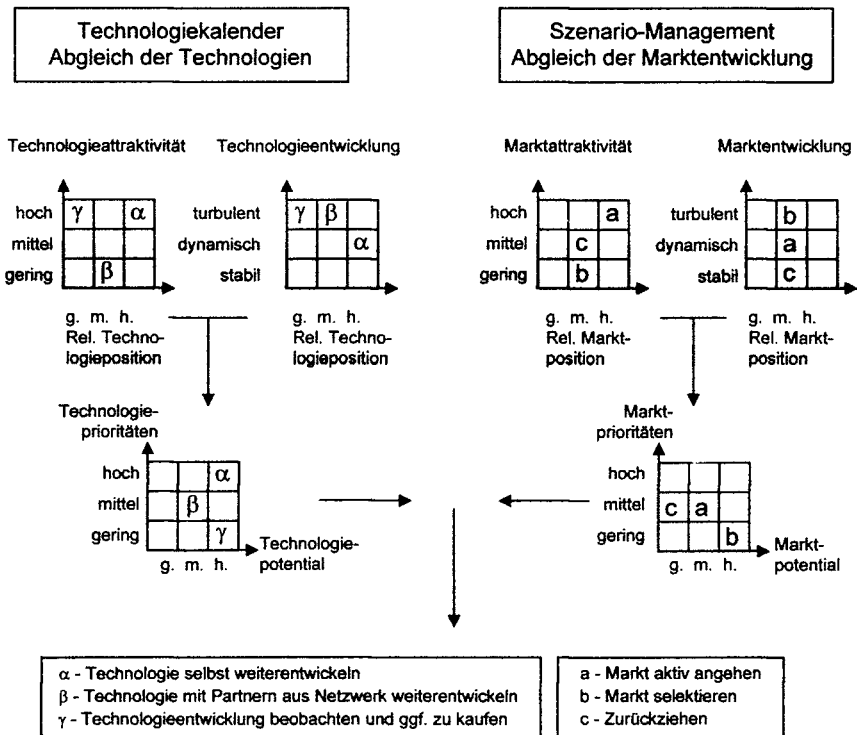 Technologiekalender
Abgleich der Technologien
Szenario-Management
Abgleich der Marktentwicklung
Technologieattraktivität
hoch γ α
mittel
gering β
g. m. h.
Rel. Techno-
logieposition
Technologieentwicklung
turbulent γ β
dynamisch α
stabil
g. m. h.
Rel. Techno-
logieposition
Marktattraktivität
hoch a
mittel c
gering b
g. m. h.
Rel. Markt-
position
Marktentwicklung
turbulent b
dynamisch a
stabil c
g. m. h.
Rel. Markt-
position
Technologie-
prioritäten
hoch α
mittel β
gering γ
g. m. h.
Technologie-
potential
Markt-
prioritäten
hoch
mittel c a
gering b
g. m. h.
Markt-
potential
α - Technologie selbst weiterentwickeln
β - Technologie mit Partnern aus Netzwerk weiterentwickeln
γ - Technologieentwicklung beobachten und ggf. zu kaufen
a - Markt aktiv angehen
b - Markt selektieren
c - Zurückziehen